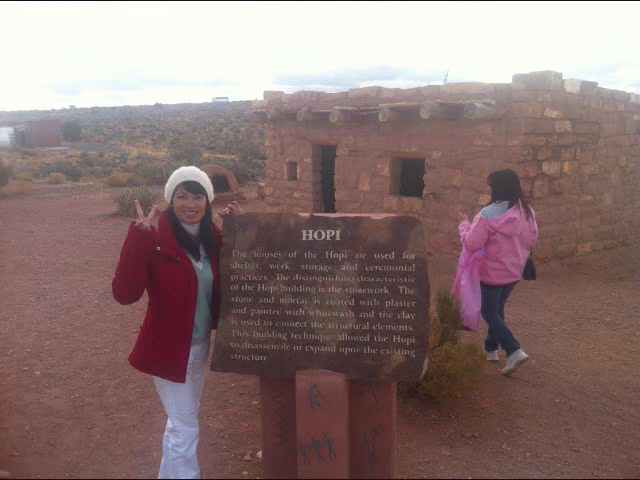 HOPI
The houses of the Hopi are used for
shelter, work, storage and ceremonial
practices. The distinguishing characteristic
of the Hopi building is the stonework. The
stone and mortar is coated with plaster
and painted with whitewash and the clay
is used to connect the structural elements.
This building technique allowed the Hopi
to disassemble or expand upon the existing
structure